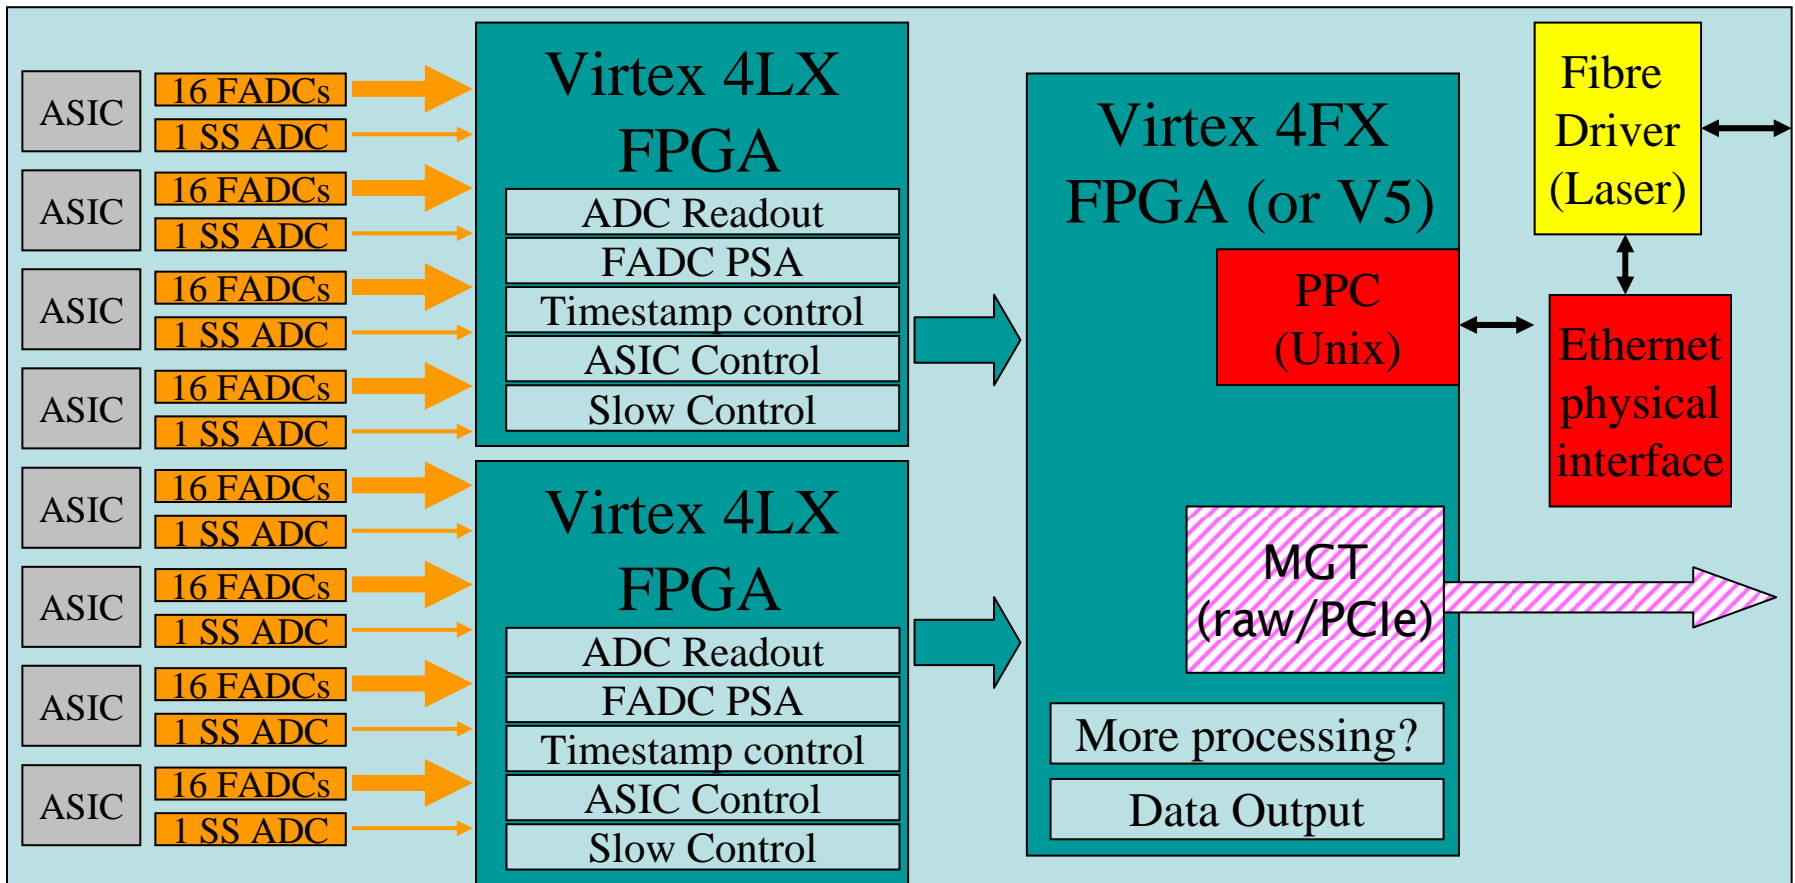 ASIC
16 FADCs
1 SS ADC
ASIC
16 FADCs
1 SS ADC
ASIC
16 FADCs
1 SS ADC
ASIC
16 FADCs
1 SS ADC
ASIC
16 FADCs
1 SS ADC
ASIC
16 FADCs
1 SS ADC
ASIC
16 FADCs
1 SS ADC
ASIC
16 FADCs
1 SS ADC
Virtex 4LX
FPGA
ADC Readout
FADC PSA
Timestamp control
ASIC Control
Slow Control
Virtex 4LX
FPGA
ADC Readout
FADC PSA
Timestamp control
ASIC Control
Slow Control
Virtex 4FX
FPGA (or V5)
PPC
(Unix)
MGT
(raw/PCIe)
More processing?
Data Output
Fibre
Driver
(Laser)
Ethernet
physical
interface